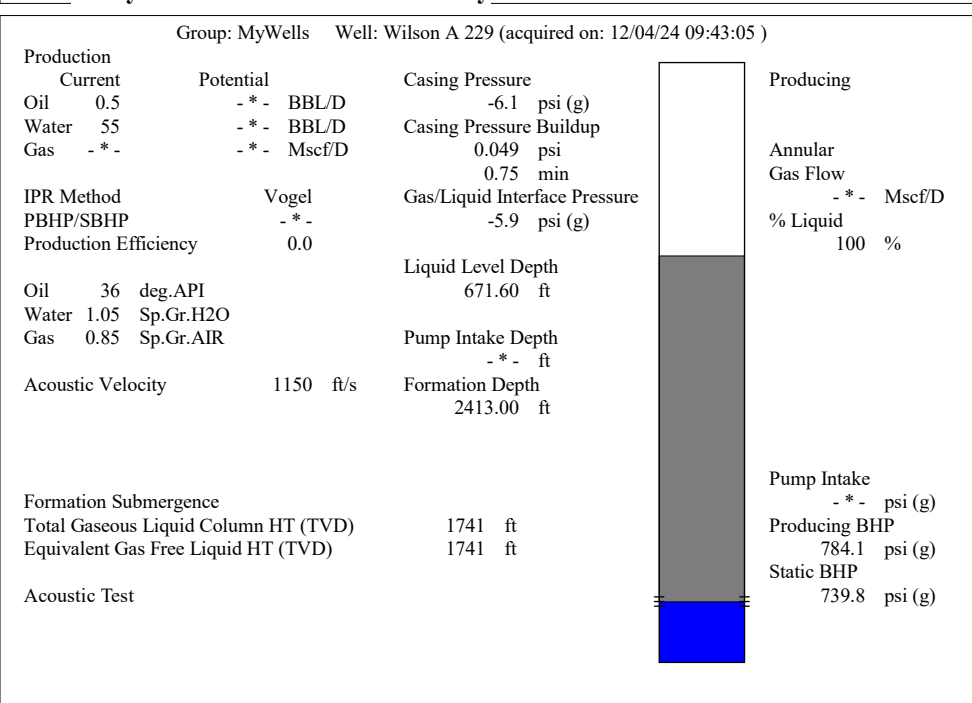 Group: MyWells Well: Wilson A 229 (acquired on: 12/04/24 09:43:05 )
Production
Current Potential
Oil 0.5 - * - BBL/D
Water 55 - * - BBL/D
Gas - * - - * - Mscf/D
IPR Method Vogel
PBHP/SBHP - * -
Production Efficiency 0.0
Oil 36 deg.API
Water 1.05 Sp.Gr.H2O
Gas 0.85 Sp.Gr.AIR
Acoustic Velocity 1150 ft/s
Formation Submergence
Total Gaseous Liquid Column HT (TVD) 1741 ft
Equivalent Gas Free Liquid HT (TVD) 1741 ft
Acoustic Test
Casing Pressure
-6.1 psi (g)
Casing Pressure Buildup
0.049 psi
0.75 min
Gas/Liquid Interface Pressure
-5.9 psi (g)
Liquid Level Depth
671.60 ft
Pump Intake Depth
- * - ft
Formation Depth
2413.00 ft
Producing
Annular
Gas Flow
- * - Mscf/D
% Liquid
100 %
Pump Intake
- * - psi (g)
Producing BHP
784.1 psi (g)
Static BHP
739.8 psi (g)